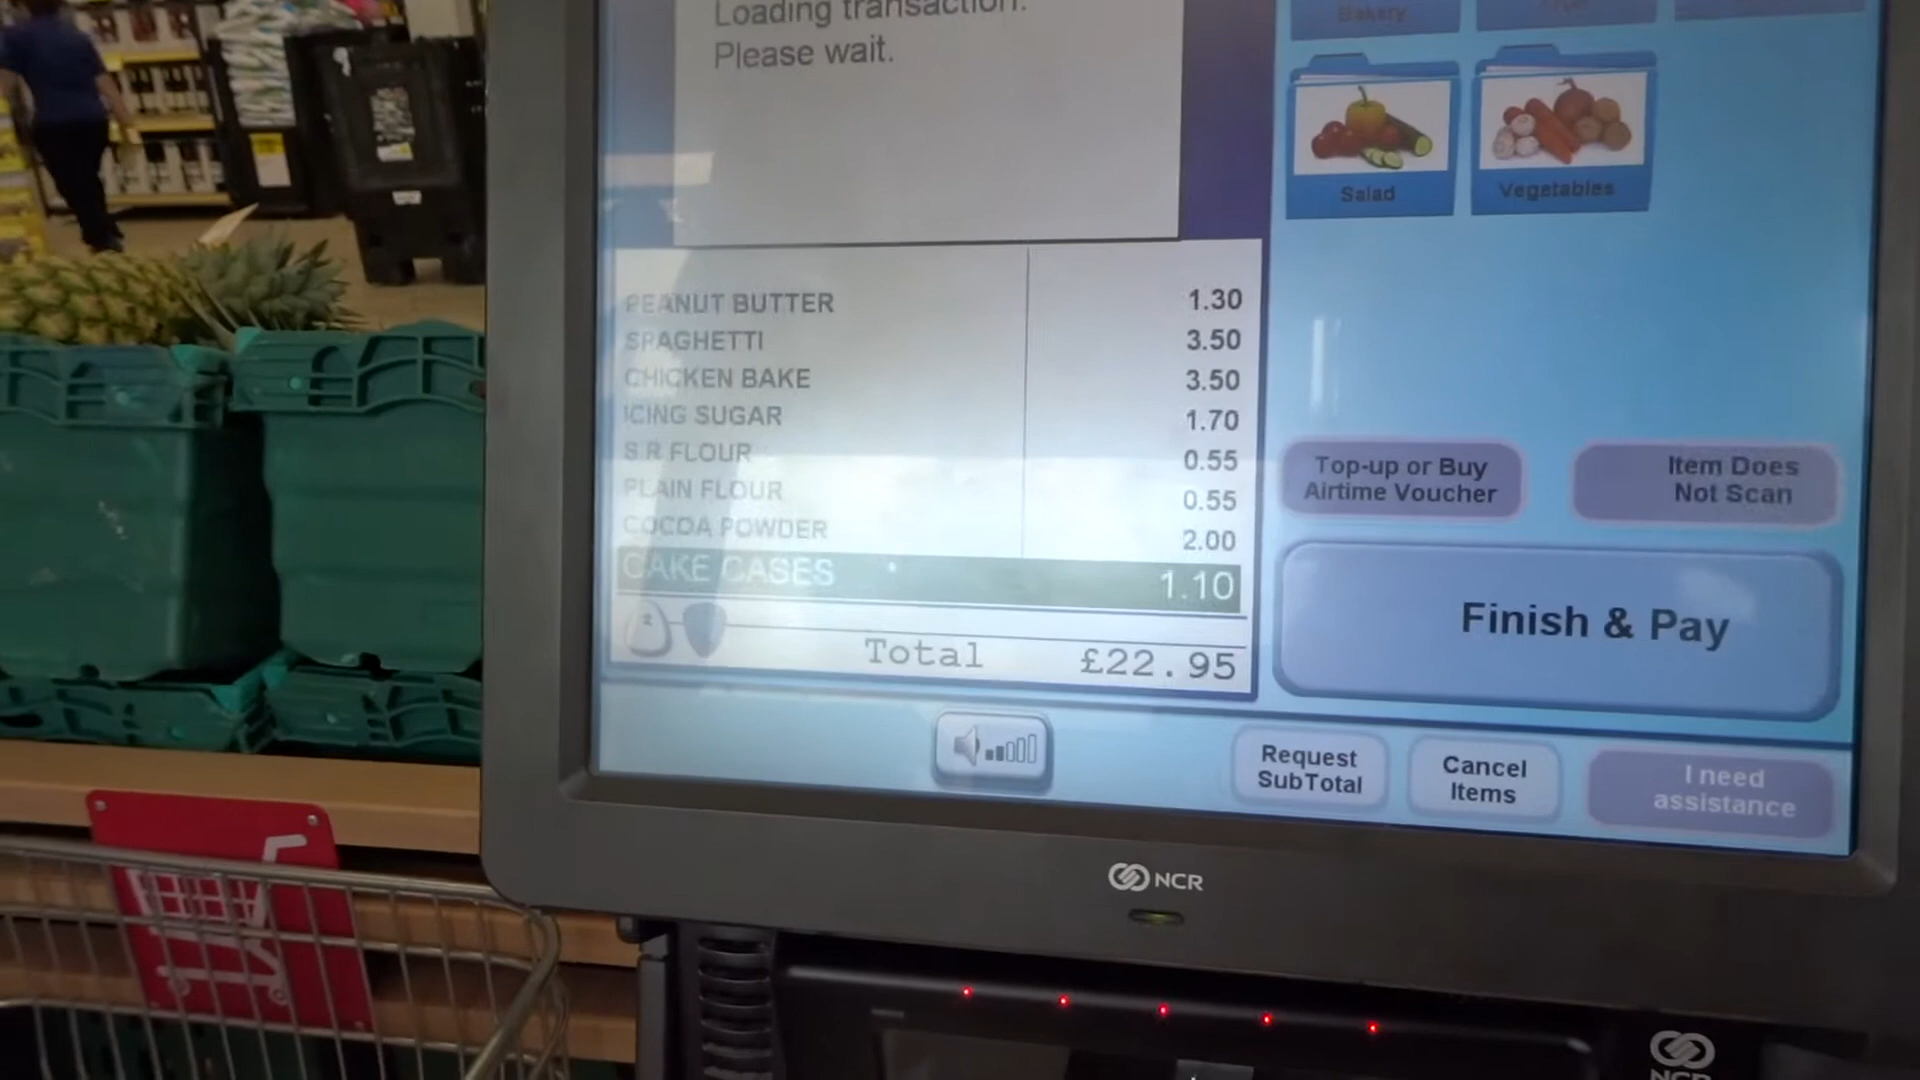 Loading transaction.
Please wait.
Bakery
Salad
Vegetables
PEANUT BUTTER 1.30
SPAGHETTI 3.50
CHICKEN BAKE 3.50
ICING SUGAR 1.70
S R FLOUR 0.55
PLAIN FLOUR 0.55
COCOA POWDER 2.00
CAKE CASES 1.10
Total £22.95
Top-up or Buy
Airtime Voucher
Item Does
Not Scan
Finish & Pay
Request
SubTotal
Cancel
Items
I need
assistance
NCR
NCR